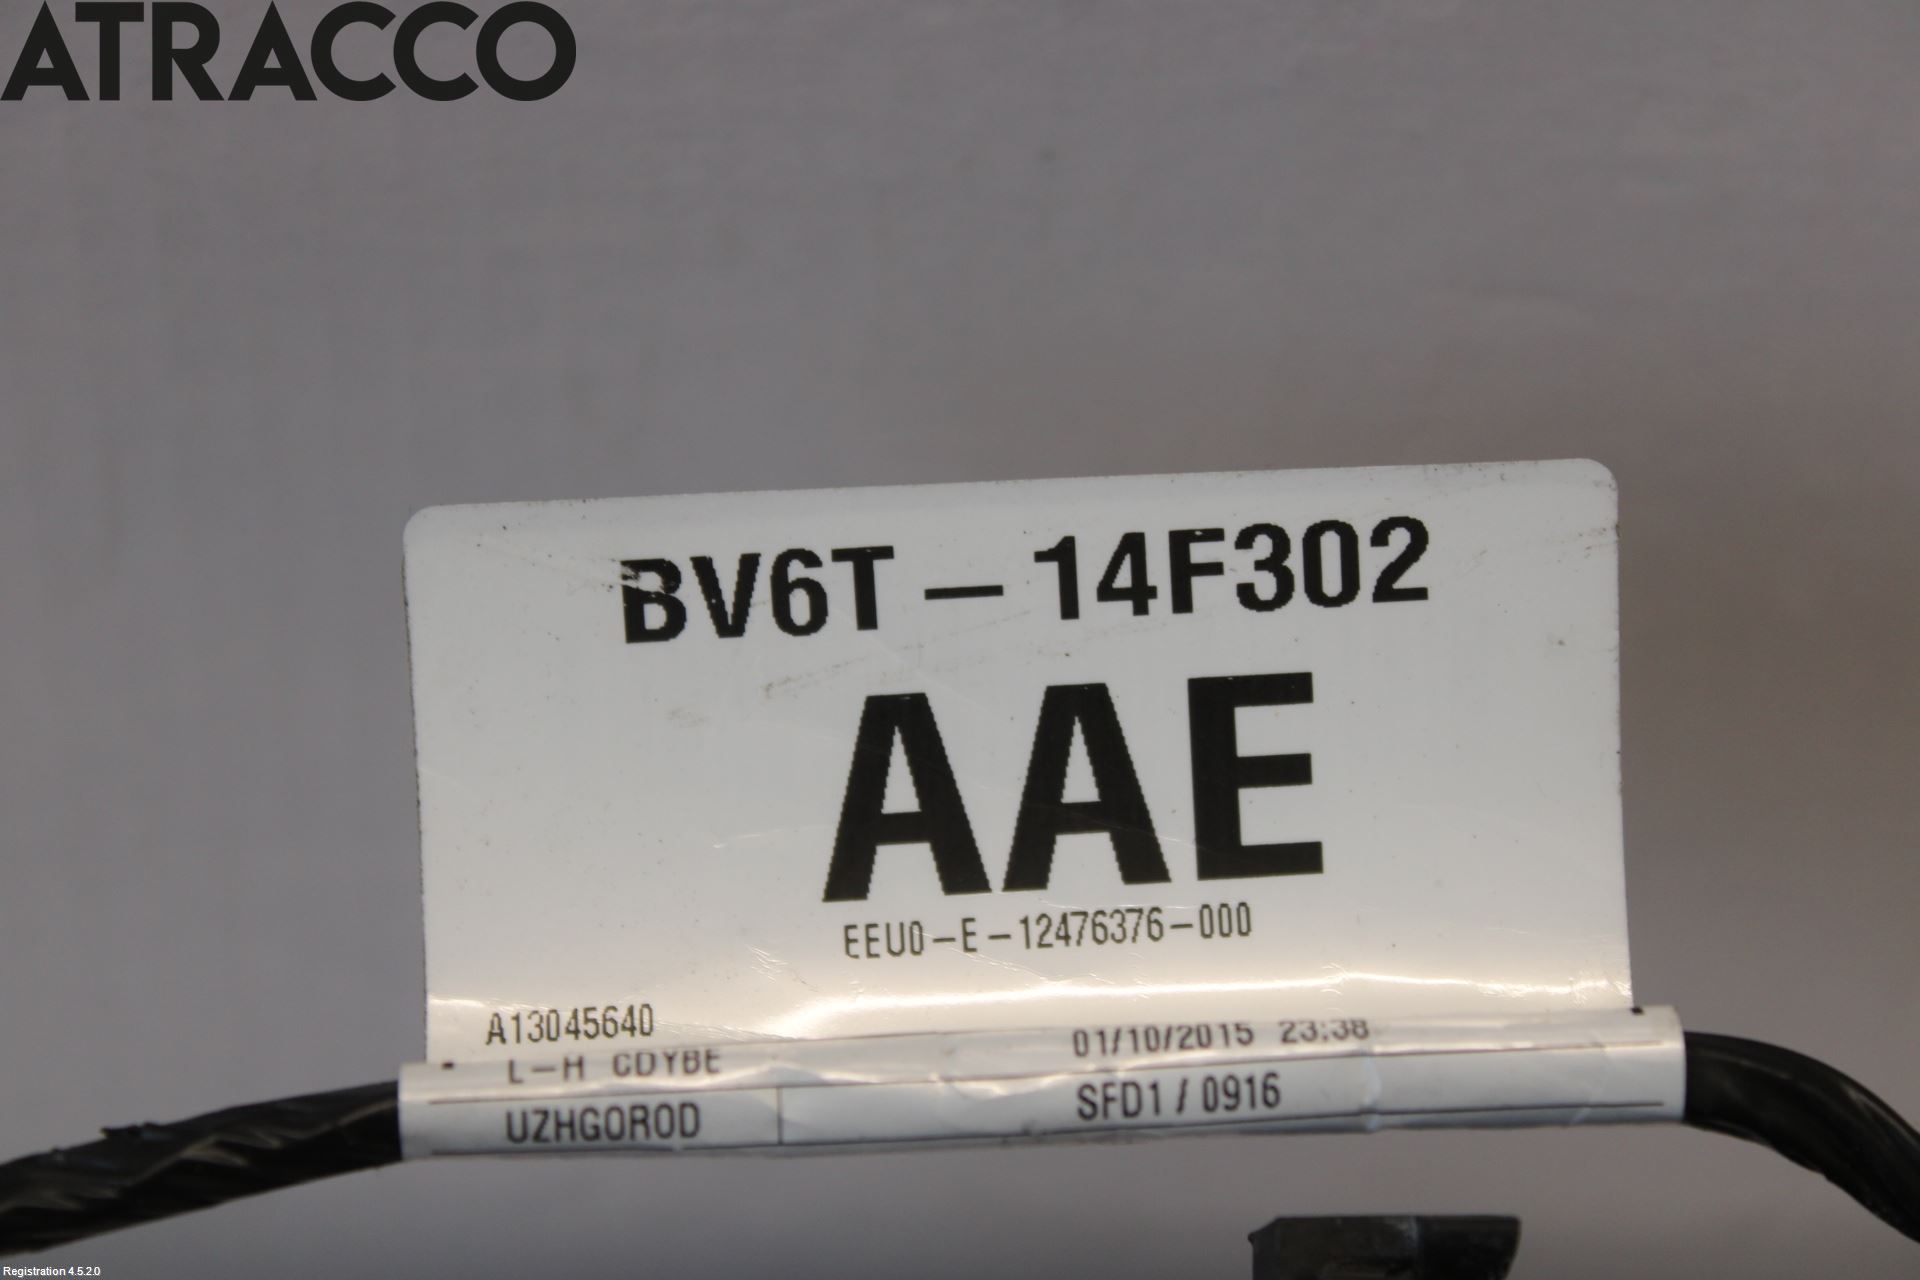 ATRACCO
BV6T-14F302
AAE
EEU0-E-12476376-000
A13045640
L-H CDYBE 01/10/2015 23:38
UZHGOROD SFD1 / 0916
Registration 4.5.2.0